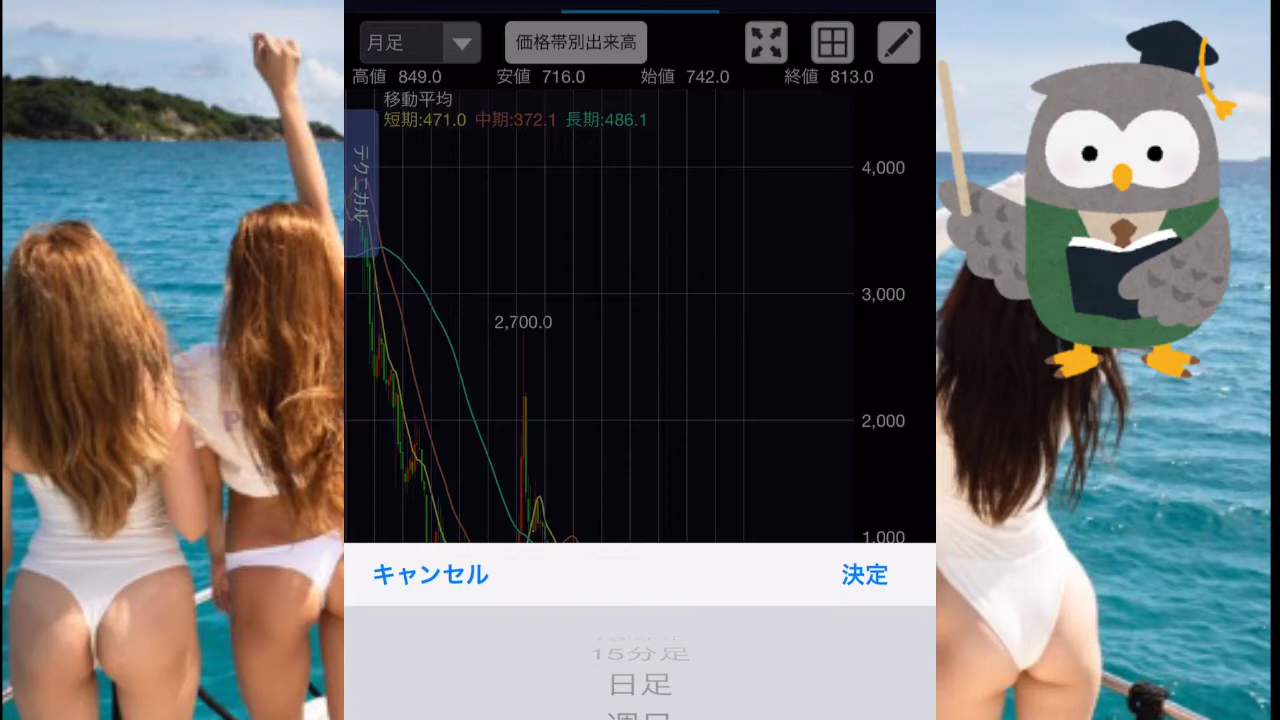 月足
価格帯別出来高
高値 849.0 安値 716.0 始値 742.0 終値 813.0
移動平均
短期:471.0 中期:372.1 長期:486.1
テクニカル
4,000
3,000
2,700.0
2,000
1,000
キャンセル 決定
15分足
日足